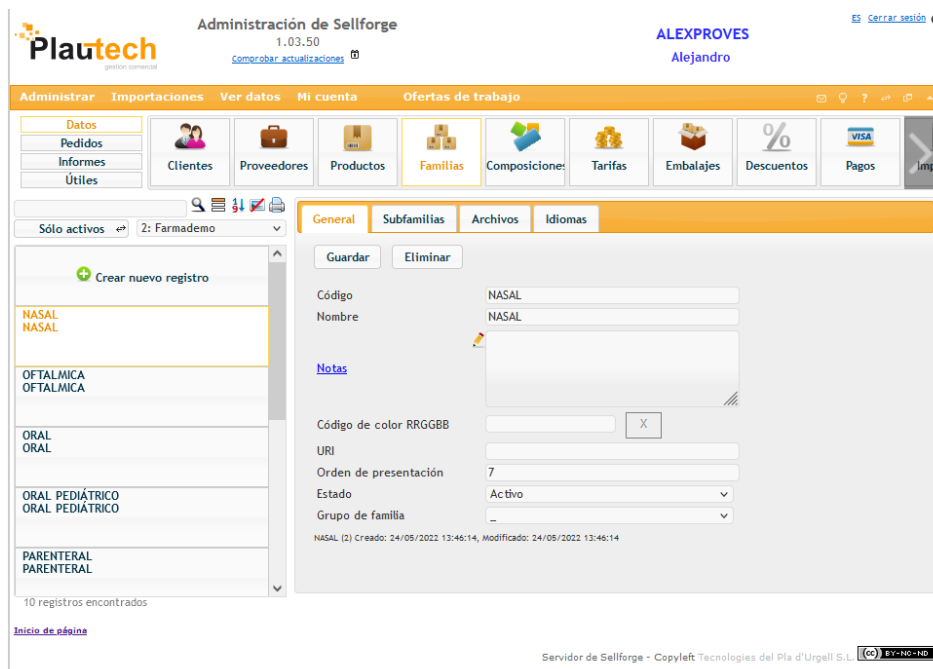 Plautech
gestión comercial
Administración de Sellforge
1.03.50
Comprobar actualizaciones
ALEXPROVES
Alejandro
ES Cerrar sesión
Administrar Importaciones Ver datos Mi cuenta Ofertas de trabajo
Datos
Pedidos
Informes
Útiles
Clientes Proveedores Productos Familias Composiciones Tarifas Embalajes Descuentos VISA Pagos
Sólo activos 2: Farmademo
Crear nuevo registro
NASAL
NASAL
OFTALMICA
OFTALMICA
ORAL
ORAL
ORAL PEDIÁTRICO
ORAL PEDIÁTRICO
PARENTERAL
PARENTERAL
10 registros encontrados
Inicio de página
General Subfamilias Archivos Idiomas
Guardar Eliminar
Código NASAL
Nombre NASAL
Notas
Código de color RRGGBB X
URI
Orden de presentación 7
Estado Activo
Grupo de familia _
NASAL (2) Creado: 24/05/2022 13:46:14, Modificado: 24/05/2022 13:46:14
Servidor de Sellforge - Copyleft Tecnologies del Pla d'Urgell S.L. (cc) BY-NC-ND